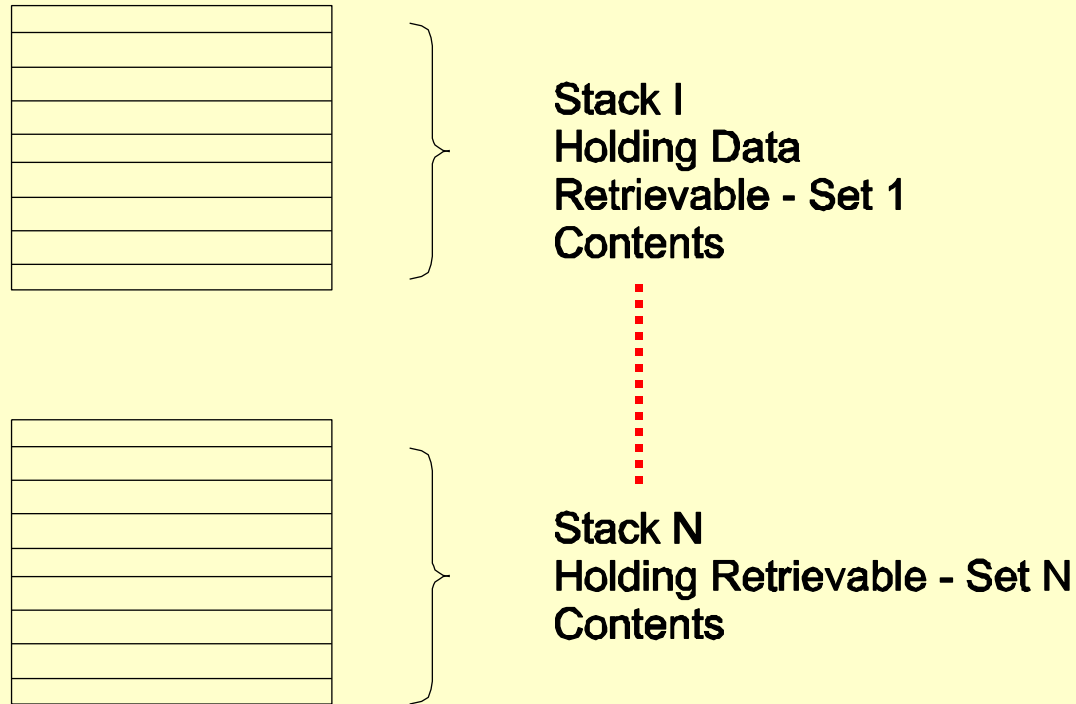 Stack I
Holding Data
Retrievable - Set 1
Contents
Stack N
Holding Retrievable - Set N
Contents